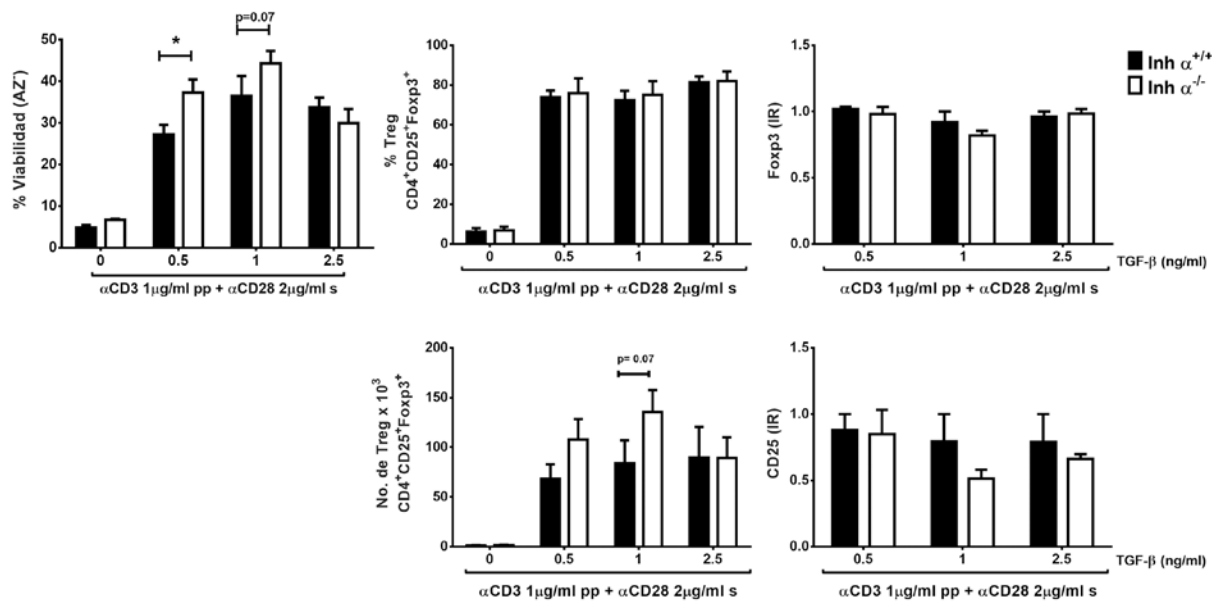 % Viabilidad (AZ⁻)
50
40
30
20
10
0
*
p=0.07
0 0.5 1 2.5
αCD3 1μg/ml pp + αCD28 2μg/ml s
% Treg
CD4⁺CD25⁺Foxp3⁺
100
80
60
40
20
0
0 0.5 1 2.5
αCD3 1μg/ml pp + αCD28 2μg/ml s
Foxp3 (IR)
1.5
1.0
0.5
0.0
0.5 1 2.5 TGF-β (ng/ml)
αCD3 1μg/ml pp + αCD28 2μg/ml s
Inh α⁺/⁺
Inh α⁻/⁻
No. de Treg x 10³
CD4⁺CD25⁺Foxp3⁺
200
150
100
50
0
p= 0.07
0 0.5 1 2.5
αCD3 1μg/ml pp + αCD28 2μg/ml s
CD25 (IR)
1.5
1.0
0.5
0.0
0.5 1 2.5 TGF-β (ng/ml)
αCD3 1μg/ml pp + αCD28 2μg/ml s